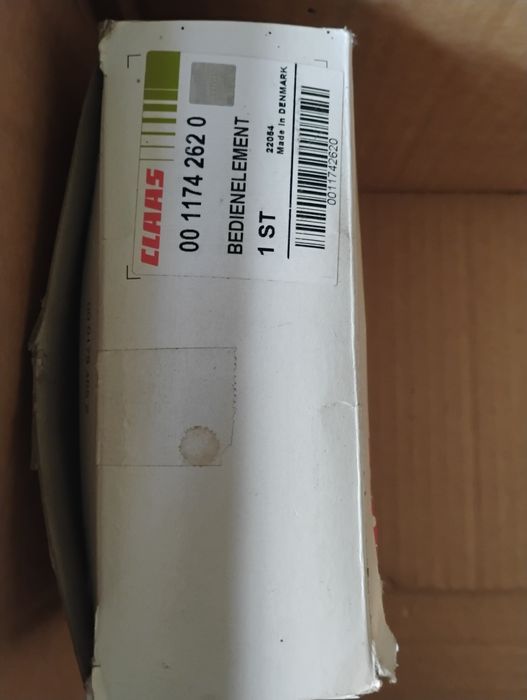 CLAAS
00 1174 262 0
BEDIENELEMENT
1 ST
22054
Made in DENMARK
0011742620